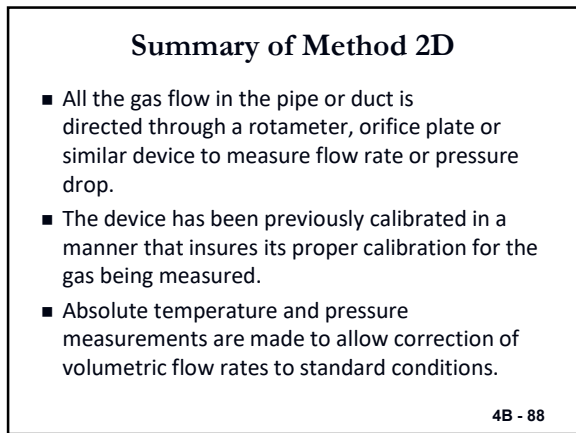 Summary of Method 2D
■ All the gas flow in the pipe or duct is
directed through a rotameter, orifice plate or
similar device to measure flow rate or pressure
drop.
■ The device has been previously calibrated in a
manner that insures its proper calibration for the
gas being measured.
■ Absolute temperature and pressure
measurements are made to allow correction of
volumetric flow rates to standard conditions.
4B - 88